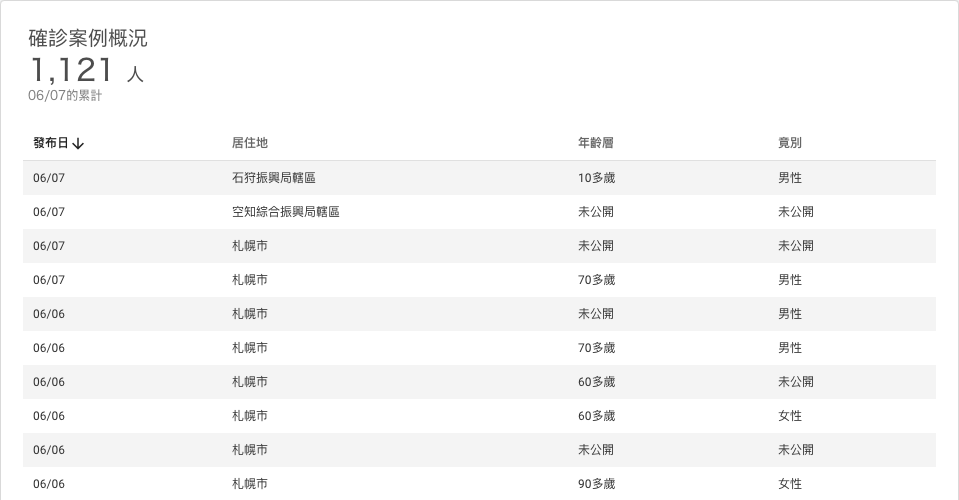 確診案例概況
1,121 人
06/07的累計
發布日↓ 居住地 年齡層 竟別
06/07 石狩振興局轄區 10多歲 男性
06/07 空知綜合振興局轄區 未公開 未公開
06/07 札幌市 未公開 未公開
06/07 札幌市 70多歲 男性
06/06 札幌市 未公開 男性
06/06 札幌市 70多歲 男性
06/06 札幌市 60多歲 未公開
06/06 札幌市 60多歲 女性
06/06 札幌市 未公開 未公開
06/06 札幌市 90多歲 女性